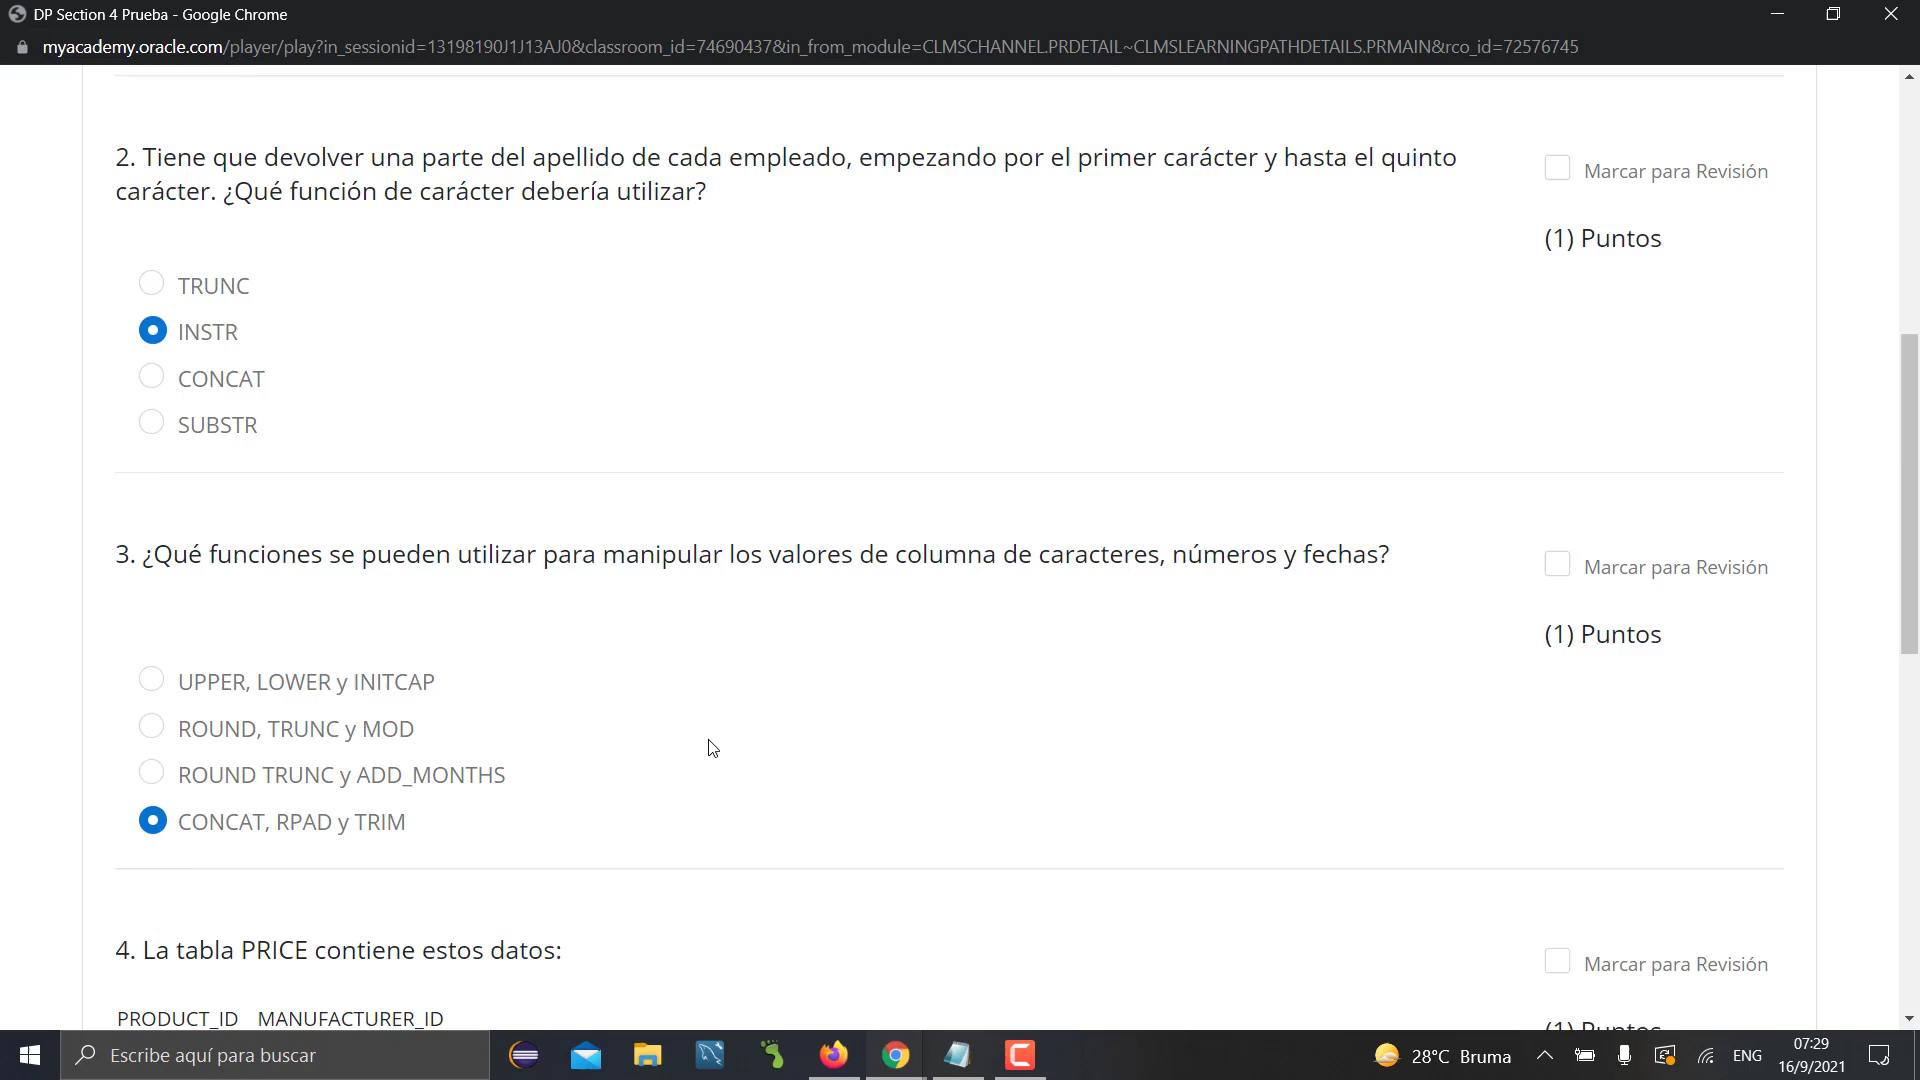 DP Section 4 Prueba - Google Chrome
myacademy.oracle.com/player/play?in_sessionid=13198190J1J13AJ0&classroom_id=74690437&in_from_module=CLMSCHANNEL.PRDETAIL~CLMSLEARNINGPATHDETAILS.PRMAIN&rco_id=72576745
2. Tiene que devolver una parte del apellido de cada empleado, empezando por el primer carácter y hasta el quinto
carácter. ¿Qué función de carácter debería utilizar?
Marcar para Revisión
(1) Puntos
TRUNC
INSTR
CONCAT
SUBSTR
3. ¿Qué funciones se pueden utilizar para manipular los valores de columna de caracteres, números y fechas?
Marcar para Revisión
(1) Puntos
UPPER, LOWER y INITCAP
ROUND, TRUNC y MOD
ROUND TRUNC y ADD_MONTHS
CONCAT, RPAD y TRIM
4. La tabla PRICE contiene estos datos:
Marcar para Revisión
PRODUCT_ID MANUFACTURER_ID
(1) Puntos
Escribe aquí para buscar
28°C Bruma
ENG
07:29
16/9/2021